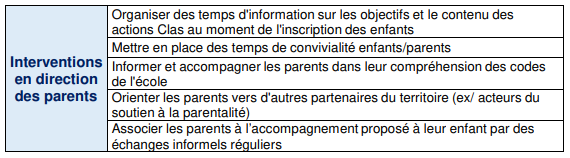 Interventions
en direction
des parents
Organiser des temps d'information sur les objectifs et le contenu des
actions Clas au moment de l'inscription des enfants
Mettre en place des temps de convivialité enfants/parents
Informer et accompagner les parents dans leur compréhension des codes
de l'école
Orienter les parents vers d'autres partenaires du territoire (ex/ acteurs du
soutien à la parentalité)
Associer les parents à l'accompagnement proposé à leur enfant par des
échanges informels réguliers